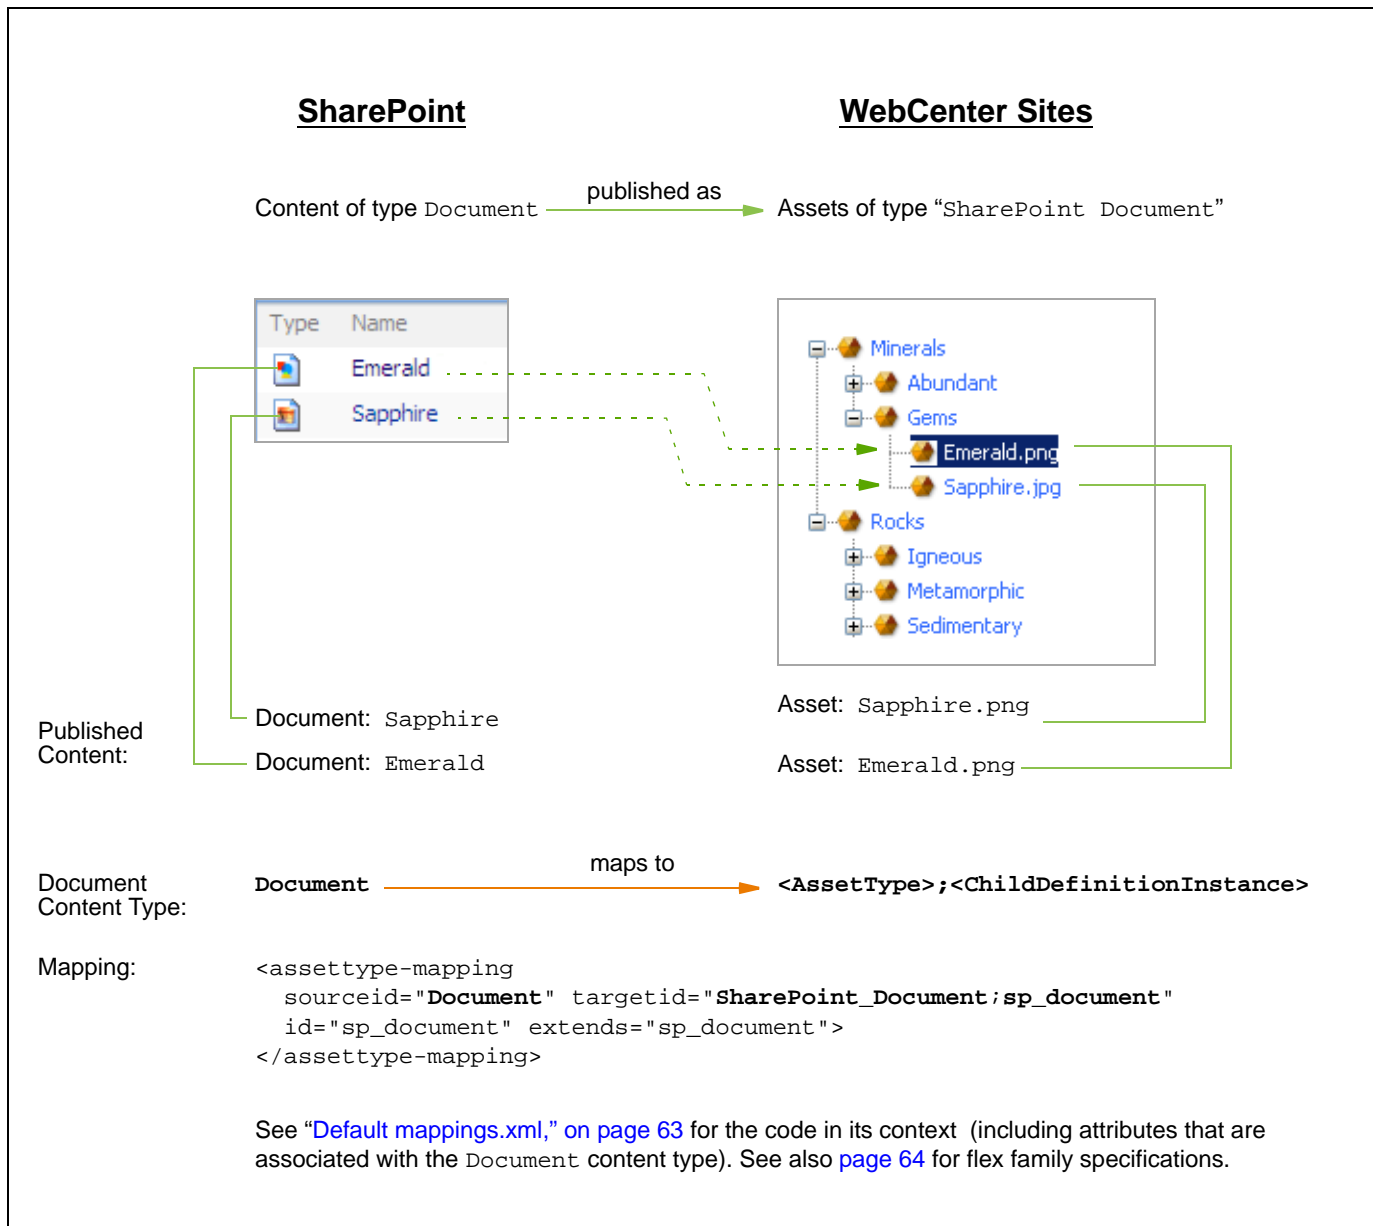 SharePoint
WebCenter Sites
Content of type Document
published as
Assets of type “SharePoint Document”
Type Name
Emerald
Sapphire
Minerals
Abundant
Gems
Emerald.png
Sapphire.jpg
Rocks
Igneous
Metamorphic
Sedimentary
Published
Content:
Document: Sapphire
Document: Emerald
Asset: Sapphire.png
Asset: Emerald.png
Document
Content Type:
Document
maps to
<AssetType>;<ChildDefinitionInstance>
Mapping:
<assettype-mapping
sourceid="Document" targetid="SharePoint_Document;sp_document"
id="sp_document" extends="sp_document">
</assettype-mapping>
See “Default mappings.xml,” on page 63 for the code in its context (including attributes that are
associated with the Document content type). See also page 64 for flex family specifications.